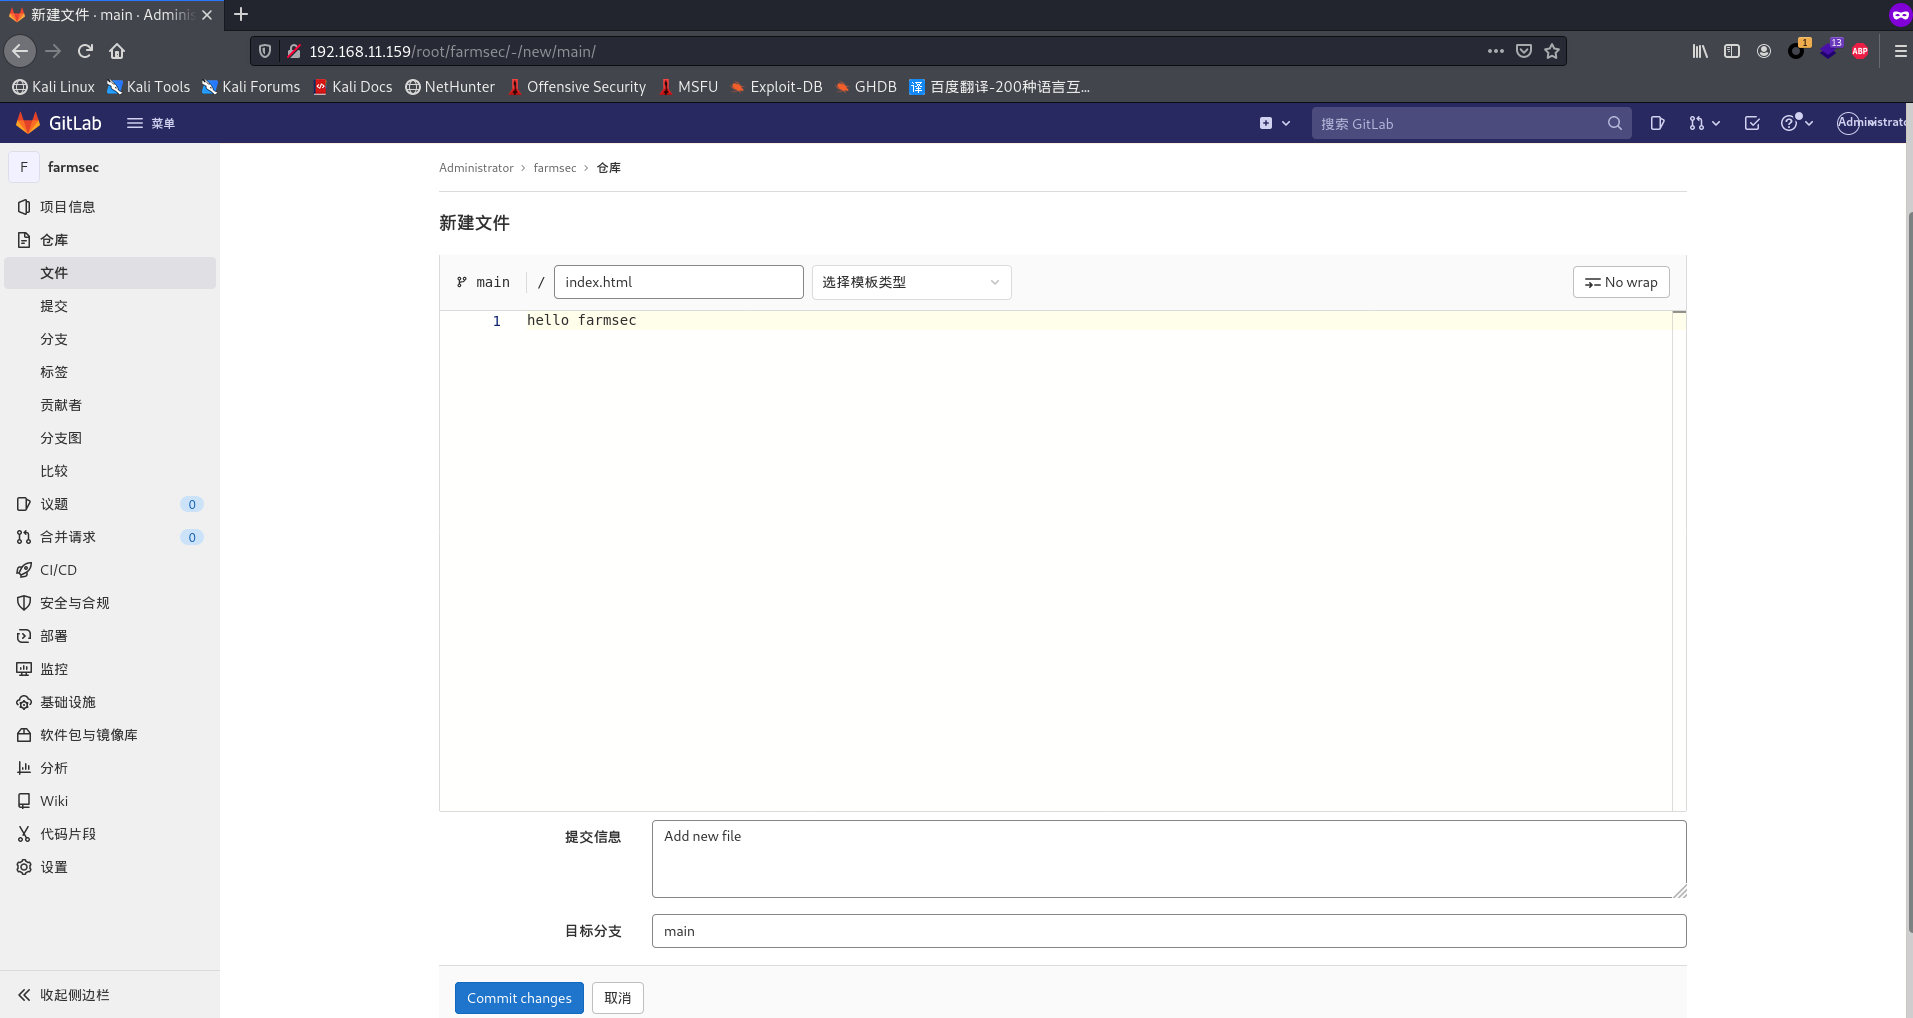 新建文件 · main · Adminis
192.168.11.159/root/farmsec/-/new/main/
1
13
ABP
Kali Linux
Kali Tools
Kali Forums
Kali Docs
NetHunter
Offensive Security
MSFU
Exploit-DB
GHDB
译 百度翻译-200种语言互...
GitLab
菜单
搜索 GitLab
Administrato
F farmsec
项目信息
仓库
文件
提交
分支
标签
贡献者
分支图
比较
议题 0
合并请求 0
CI/CD
安全与合规
部署
监控
基础设施
软件包与镜像库
分析
Wiki
代码片段
设置
收起侧边栏
Administrator › farmsec › 仓库
新建文件
main / index.html 选择模板类型 No wrap
1 hello farmsec
提交信息 Add new file
目标分支 main
Commit changes 取消